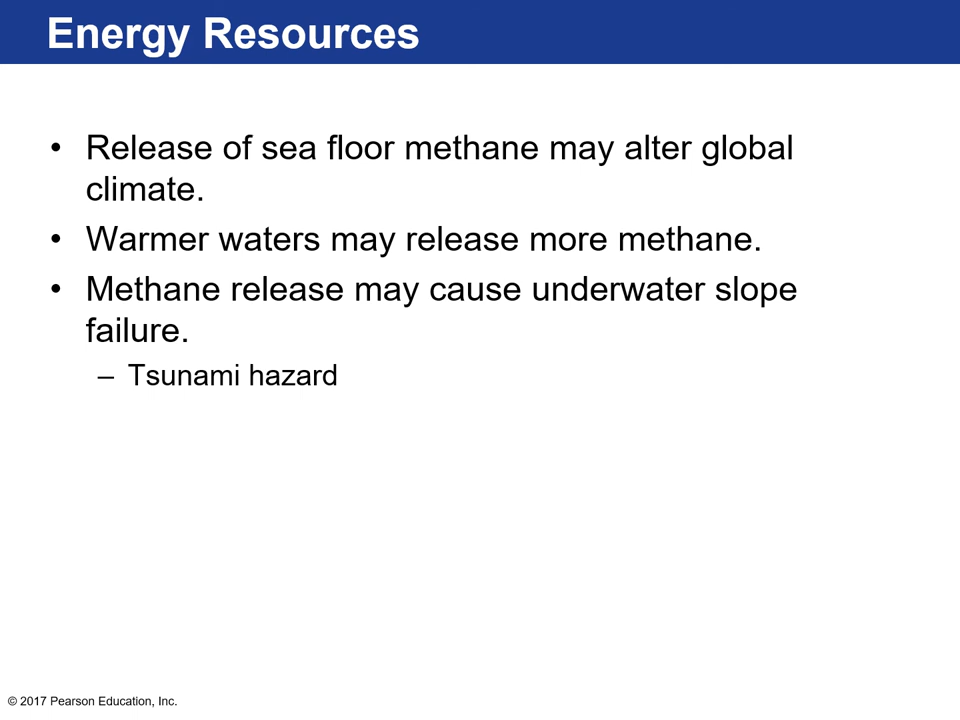 Energy Resources
• Release of sea floor methane may alter global
climate.
• Warmer waters may release more methane.
• Methane release may cause underwater slope
failure.
– Tsunami hazard
© 2017 Pearson Education, Inc.